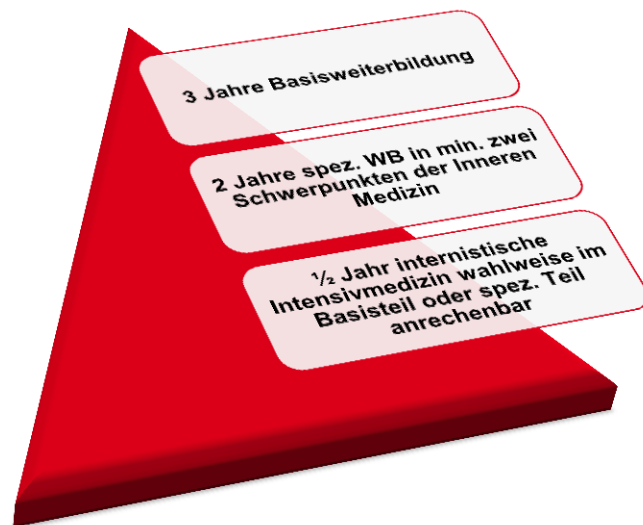 3 Jahre Basisweiterbildung
2 Jahre spez. WB in min. zwei
Schwerpunkten der Inneren
Medizin
½ Jahr internistische
Intensivmedizin wahlweise im
Basisteil oder spez. Teil
anrechenbar